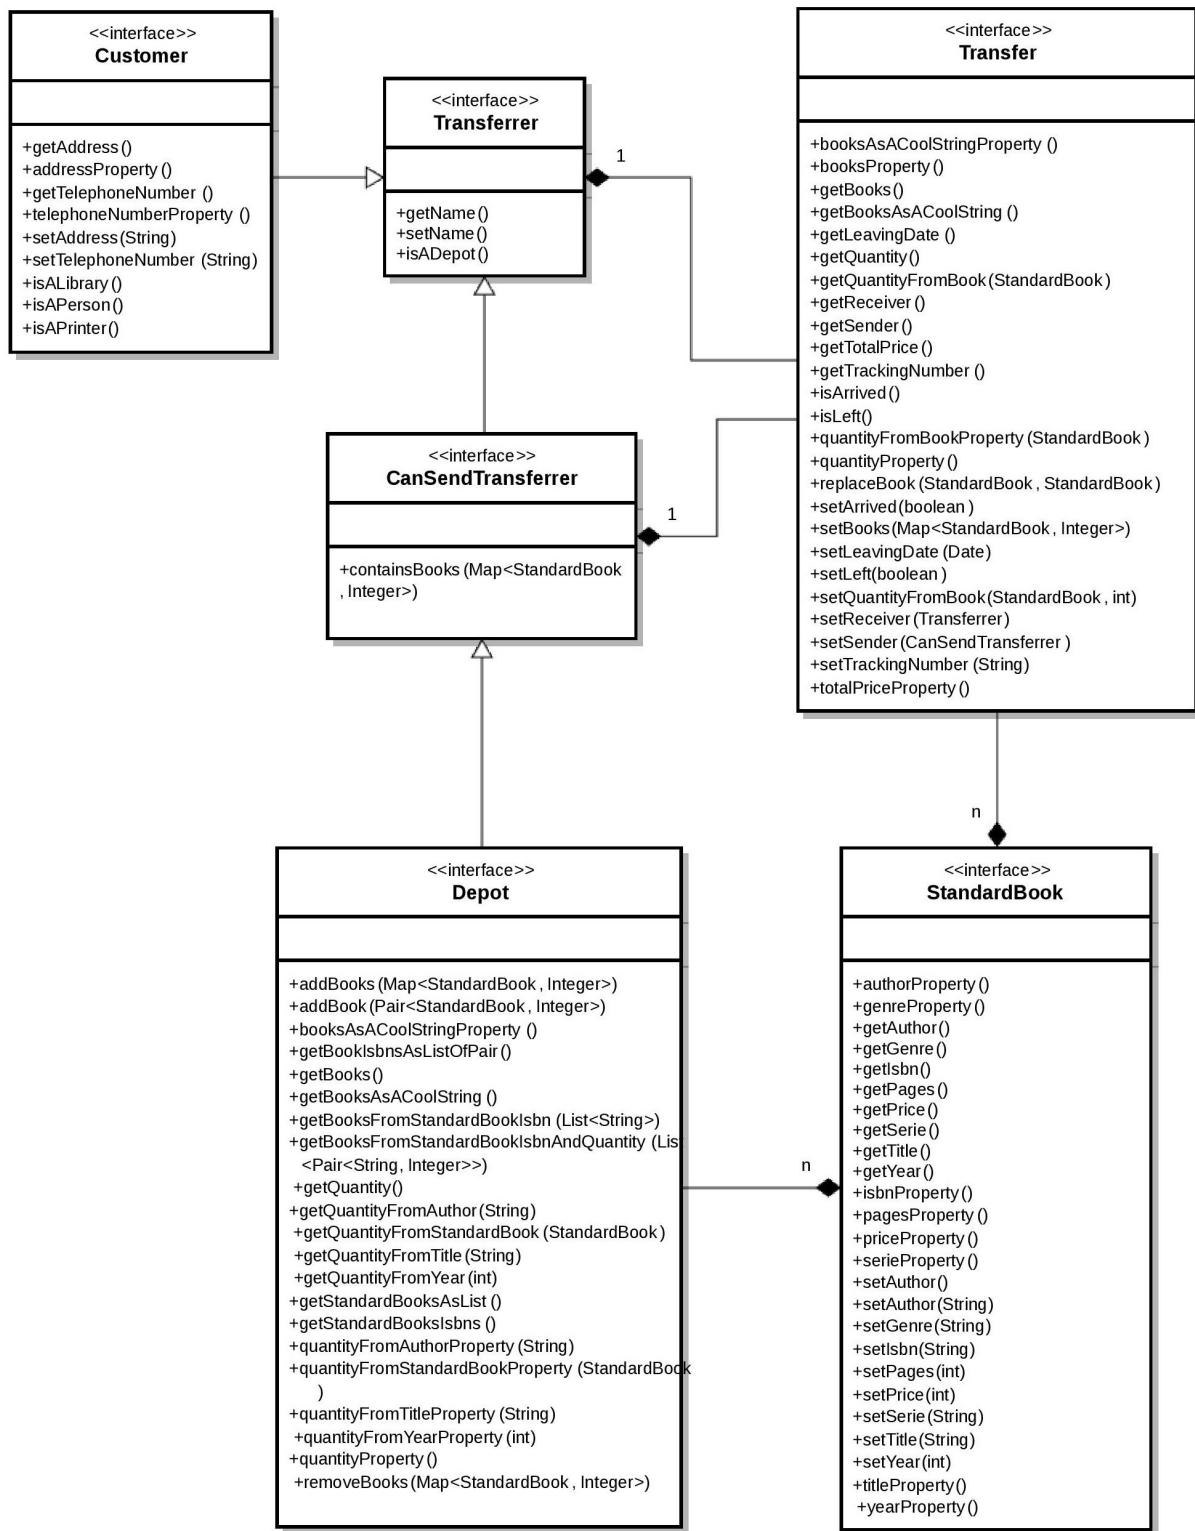 <<interface>>
Customer
+getAddress()
+addressProperty()
+getTelephoneNumber ()
+telephoneNumberProperty ()
+setAddress(String)
+setTelephoneNumber (String)
+isALibrary()
+isAPerson()
+isAPrinter()
<<interface>>
Transferrer
+getName()
+setName()
+isADepot()
1
<<interface>>
Transfer
+booksAsACoolStringProperty ()
+booksProperty()
+getBooks()
+getBooksAsACoolString ()
+getLeavingDate ()
+getQuantity()
+getQuantityFromBook(StandardBook)
+getReceiver()
+getSender()
+getTotalPrice()
+getTrackingNumber ()
+isArrived()
+isLeft()
+quantityFromBookProperty(StandardBook)
+quantityProperty()
+replaceBook(StandardBook, StandardBook)
+setArrived(boolean)
+setBooks(Map<StandardBook, Integer>)
+setLeavingDate (Date)
+setLeft(boolean)
+setQuantityFromBook(StandardBook, int)
+setReceiver(Transferrer)
+setSender(CanSendTransferrer )
+setTrackingNumber (String)
+totalPriceProperty()
<<interface>>
CanSendTransferrer
+containsBooks(Map<StandardBook
, Integer>)
1
n
<<interface>>
Depot
+addBooks(Map<StandardBook, Integer>)
+addBook(Pair<StandardBook, Integer>)
+booksAsACoolStringProperty ()
+getBookIsbnsAsListOfPair()
+getBooks()
+getBooksAsACoolString ()
+getBooksFromStandardBookIsbn (List<String>)
+getBooksFromStandardBookIsbnAndQuantity (List
<Pair<String, Integer>>)
+getQuantity()
+getQuantityFromAuthor(String)
+getQuantityFromStandardBook (StandardBook)
+getQuantityFromTitle(String)
+getQuantityFromYear(int)
+getStandardBooksAsList ()
+getStandardBooksIsbns ()
+quantityFromAuthorProperty(String)
+quantityFromStandardBookProperty (StandardBook
)
+quantityFromTitleProperty(String)
+quantityFromYearProperty(int)
+quantityProperty()
+removeBooks(Map<StandardBook, Integer>)
n
<<interface>>
StandardBook
+authorProperty()
+genreProperty()
+getAuthor()
+getGenre()
+getIsbn()
+getPages()
+getPrice()
+getSerie()
+getTitle()
+getYear()
+isbnProperty()
+pagesProperty()
+priceProperty()
+serieProperty()
+setAuthor()
+setAuthor(String)
+setGenre(String)
+setIsbn(String)
+setPages(int)
+setPrice(int)
+setSerie(String)
+setTitle(String)
+setYear(int)
+titleProperty()
+yearProperty()